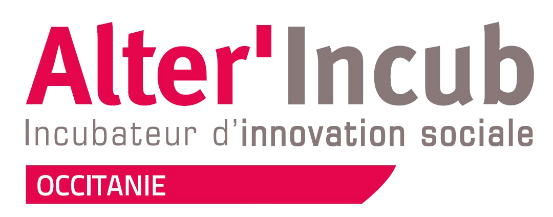 Alter'Incub
Incubateur d'innovation sociale
OCCITANIE